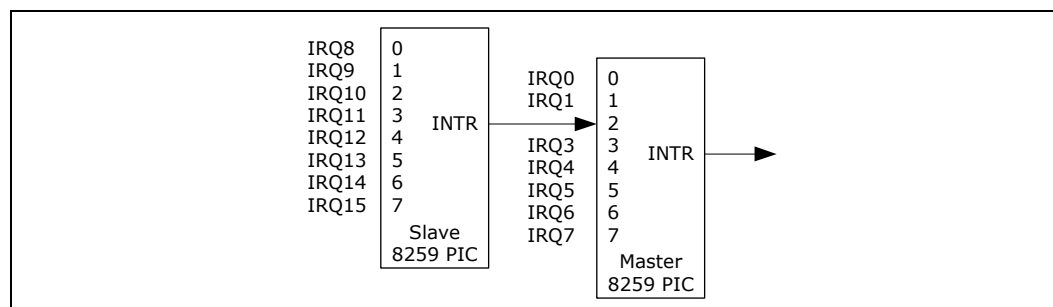 IRQ8 0
IRQ9 1
IRQ10 2
IRQ11 3
IRQ12 4
IRQ13 5
IRQ14 6
IRQ15 7
INTR
Slave
8259 PIC
IRQ0 0
IRQ1 1
2
IRQ3 3
IRQ4 4
IRQ5 5
IRQ6 6
IRQ7 7
INTR
Master
8259 PIC